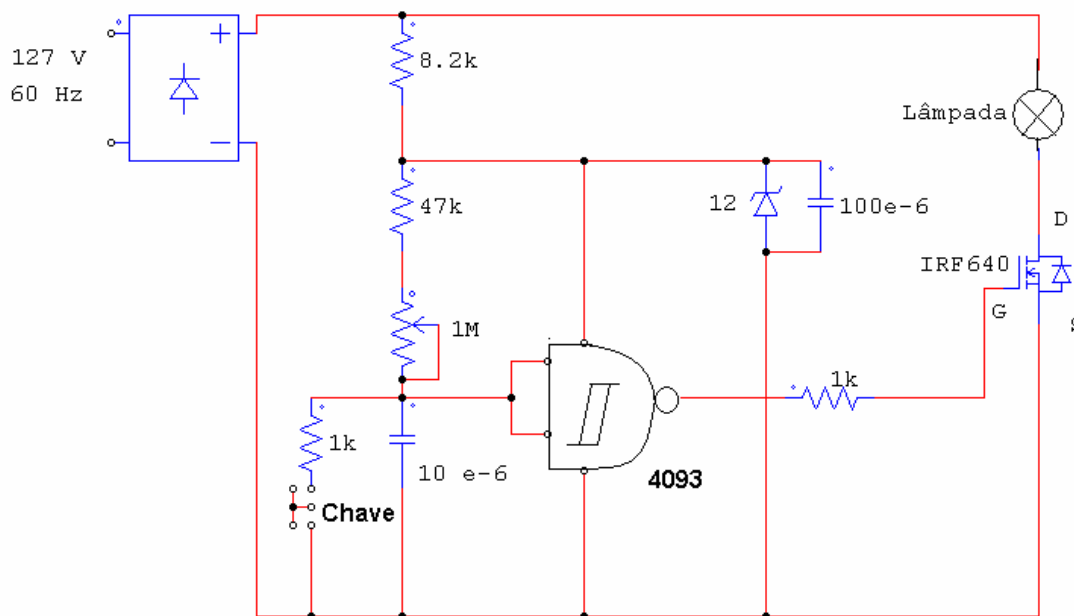 127 V
60 Hz
8.2k
Lâmpada
47k
12
100e-6
D
IRF640
G
S
1M
1k
1k
10 e-6
4093
Chave